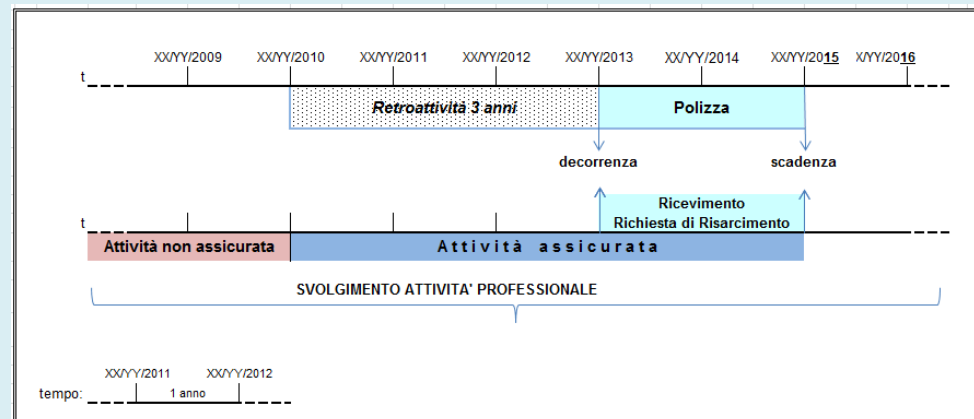 XX/YY/2009 XX/YY/2010 XX/YY/2011 XX/YY/2012 XX/YY/2013 XX/YY/2014 XX/YY/2015 X/YY/2016
t
Retroattività 3 anni Polizza
decorrenza scadenza
Ricevimento
Richiesta di Risarcimento
t
Attività non assicurata Attività assicurata
SVOLGIMENTO ATTIVITA' PROFESSIONALE
XX/YY/2011 XX/YY/2012
tempo: 1 anno